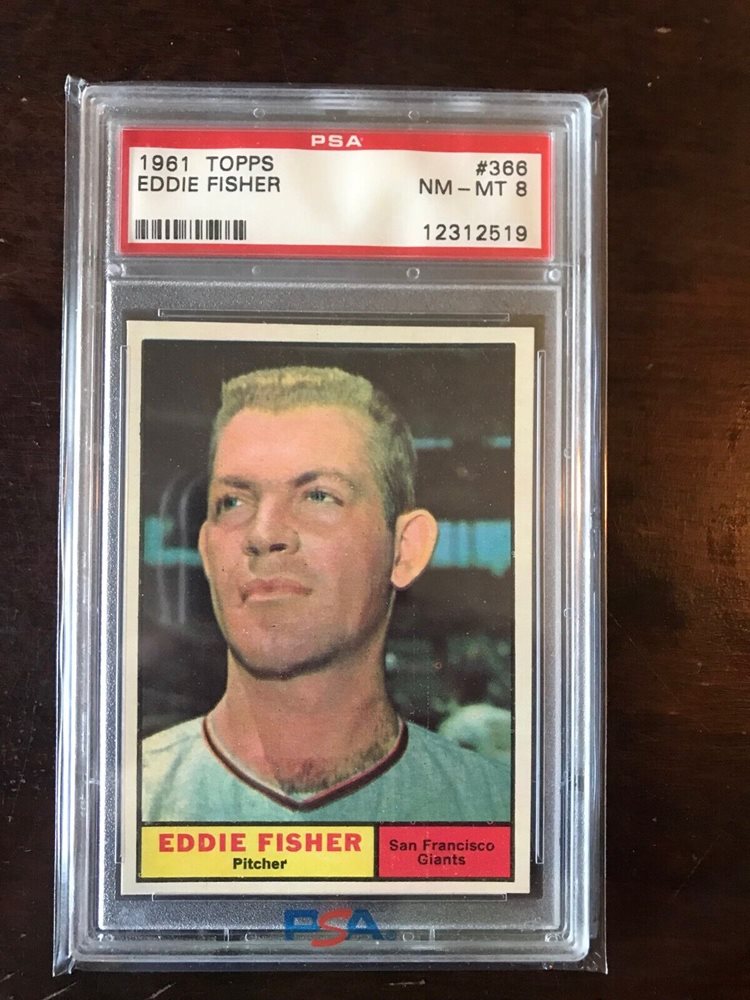 PSA
1961 TOPPS #366
EDDIE FISHER NM-MT 8
12312519
EDDIE FISHER
Pitcher
San Francisco
Giants
PSA